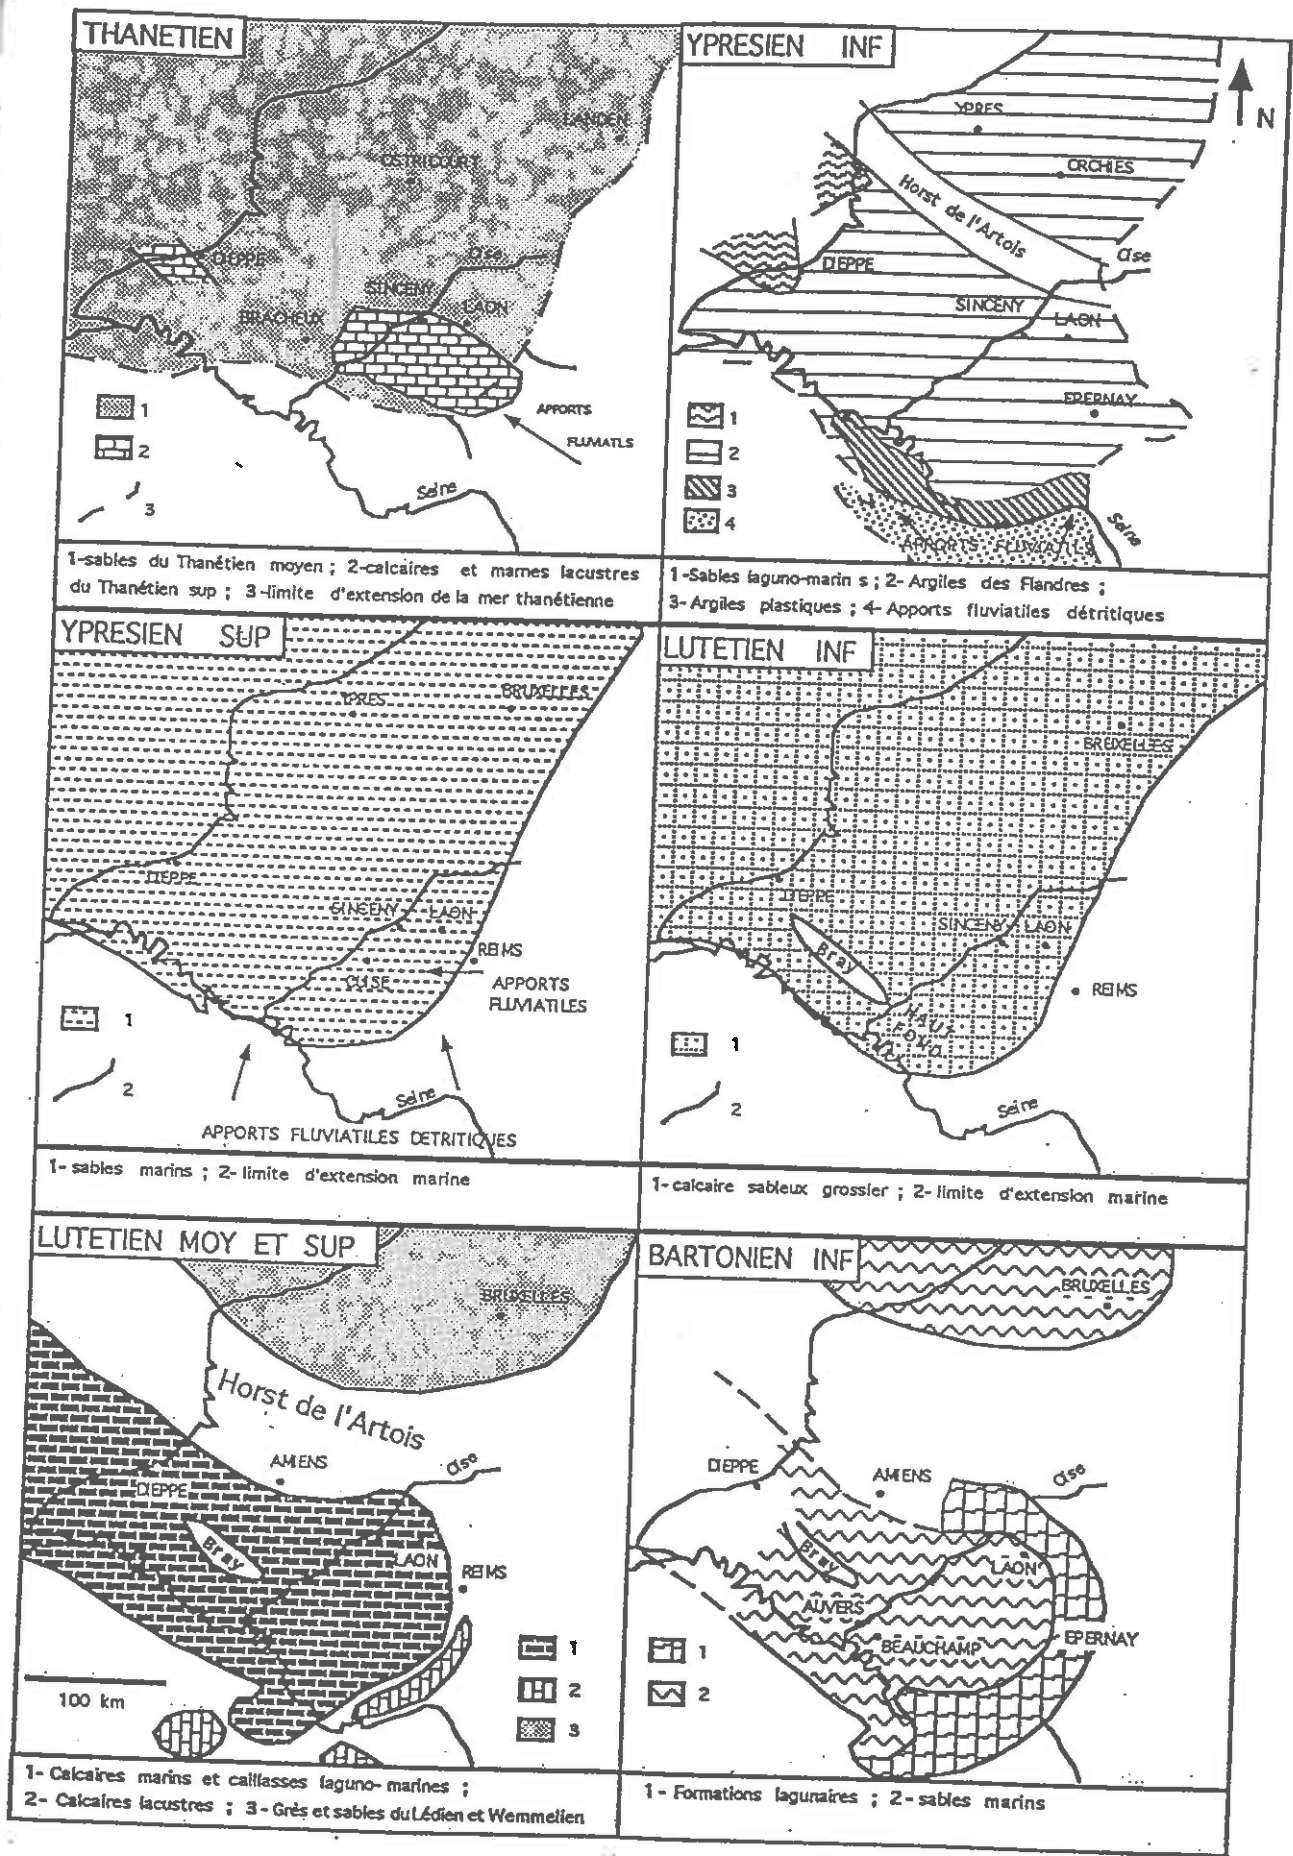 THANETIEN
LANDEN
OSTRICOURT
DIEPPE
Oise
SINCENY
LAON
BRACHEUX
1
2
3
APPORTS
FLUVIATLS
Seine
1-sables du Thanétien moyen ; 2-calcaires et marnes lacustres
du Thanétien sup ; 3-limite d'extension de la mer thanétienne
YPRESIEN INF
N
YPRES
ORCHIES
Horst de l'Artois
Oise
DIEPPE
SINCENY
LAON
EPERNAY
1
2
3
4
APPORTS FLUVIATILS
Seine
1-Sables laguno-marin s ; 2- Argiles des Flandres ;
3- Argiles plastiques ; 4- Apports fluviatiles détritiques
YPRESIEN SUP
BRUXELLES
YPRES
DIEPPE
SINCENY
LAON
REIMS
CUISE
APPORTS
FLUVIATILES
1
2
Seine
APPORTS FLUVIATILES DETRITIQUES
1- sables marins ; 2- limite d'extension marine
LUTETIEN INF
BRUXELLES
DIEPPE
SINCENY
LAON
Bray
REIMS
HAUT
FOND
1
2
Seine
1- calcaire sableux grossier ; 2- limite d'extension marine
LUTETIEN MOY ET SUP
BRUXELLES
Horst de l'Artois
AMIENS
Oise
DIEPPE
Bray
LAON
REIMS
1
2
3
100 km
1- Calcaires marins et caillasses laguno-marines ;
2- Calcaires lacustres ; 3- Grès et sables du Lédien et Wemmelien
BARTONIEN INF
BRUXELLES
DIEPPE
AMIENS
Oise
Bray
LAON
AUVERS
BEAUCHAMP
EPERNAY
1
2
1- Formations lagunaires ; 2- sables marins